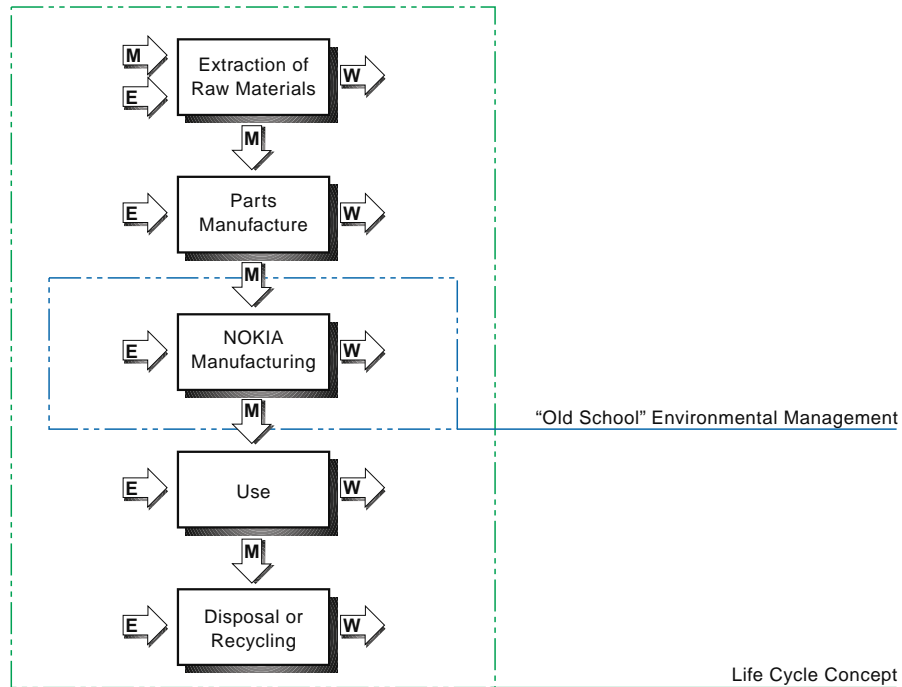 M
E
Extraction of
Raw Materials
W
M
E
Parts
Manufacture
W
M
E
NOKIA
Manufacturing
W
M
“Old School” Environmental Management
E
Use
W
M
E
Disposal or
Recycling
W
Life Cycle Concept